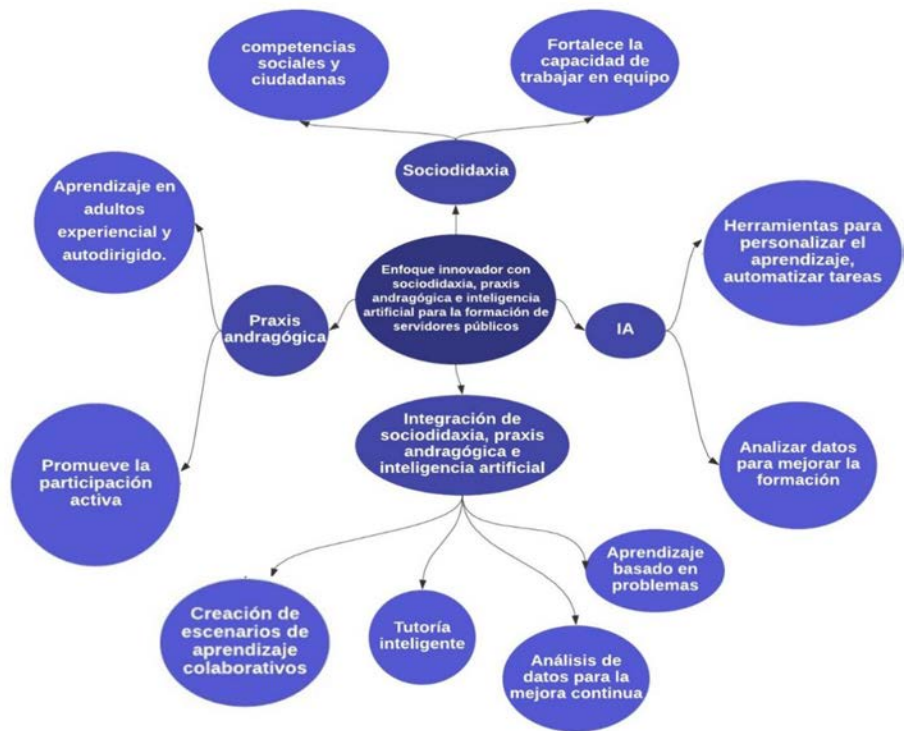 competencias
sociales y
ciudadanas
Fortalece la
capacidad de
trabajar en equipo
Sociodidaxia
Aprendizaje en
adultos
experiencial y
autodirigido.
Herramientas para
personalizar el
aprendizaje,
automatizar tareas
Enfoque innovador con
sociodidaxia, praxis
andragógica e inteligencia
artificial para la formación de
servidores públicos
Praxis
andragógica
IA
Integración de
sociodidaxia, praxis
andragógica e
inteligencia artificial
Promueve la
participación
activa
Analizar datos
para mejorar la
formación
Aprendizaje
basado en
problemas
Creación de
escenarios de
aprendizaje
colaborativos
Tutoría
inteligente
Análisis de
datos para la
mejora continua